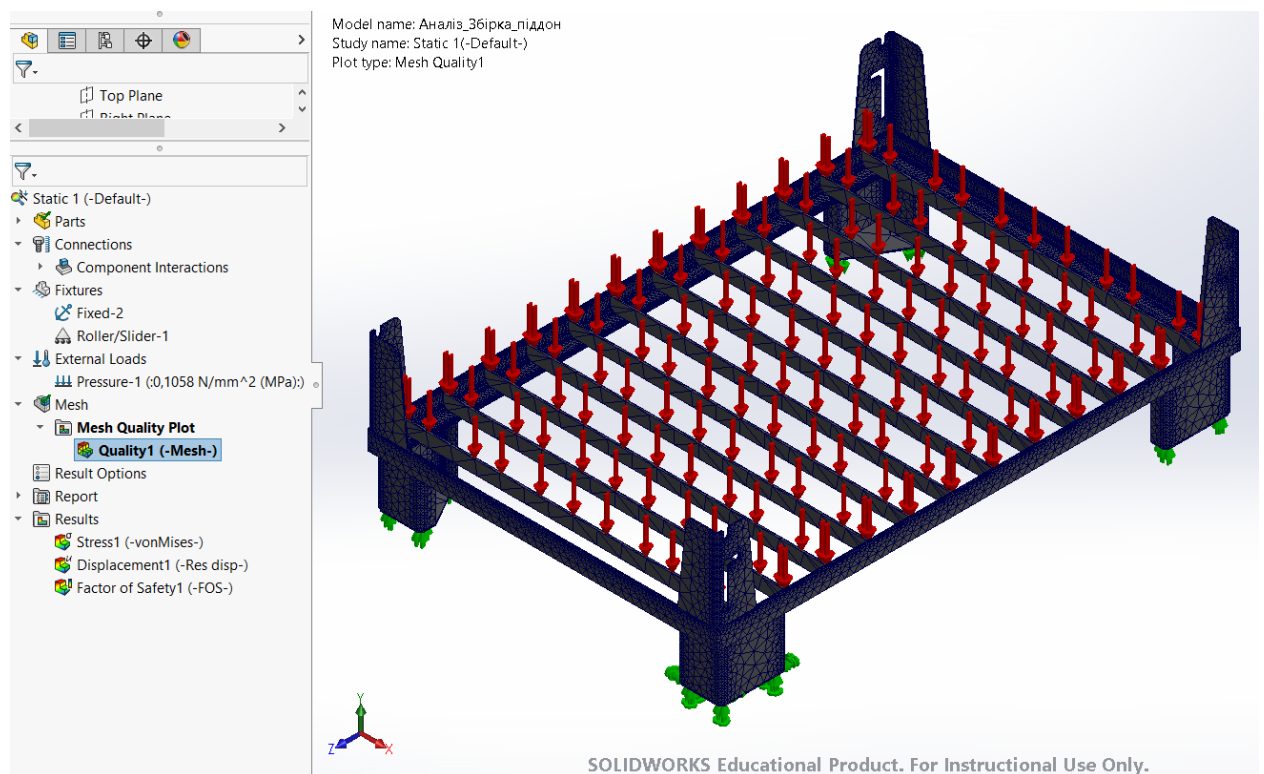 Model name: Аналіз_Збірка_піддон
Study name: Static 1(-Default-)
Plot type: Mesh Quality1
Top Plane
Right Plane
Static 1 (-Default-)
Parts
Connections
Component Interactions
Fixtures
Fixed-2
Roller/Slider-1
External Loads
Pressure-1 (:0,1058 N/mm^2 (MPa):)
Mesh
Mesh Quality Plot
Quality1 (-Mesh-)
Result Options
Report
Results
Stress1 (-vonMises-)
Displacement1 (-Res disp-)
Factor of Safety1 (-FOS-)
Y
Z
X
SOLIDWORKS Educational Product. For Instructional Use Only.